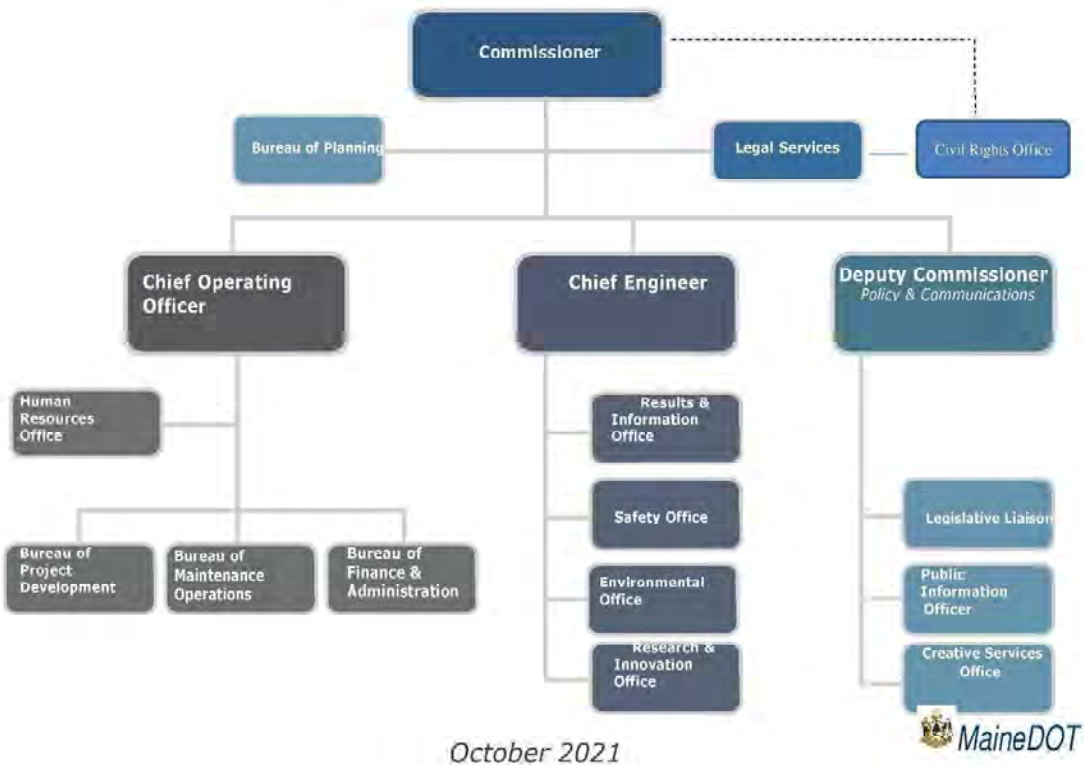 Commissioner
Bureau of Planning
Legal Services
Civil Rights Office
Chief Operating
Officer
Chief Engineer
Deputy Commissioner
Policy & Communications
Human
Resources
Office
Results &
Information
Office
Safety Office
Legislative Liaison
Bureau of
Project
Development
Bureau of
Maintenance
Operations
Bureau of
Finance &
Administration
Environmental
Office
Public
Information
Officer
Research &
Innovation
Office
Creative Services
Office
MaineDOT
October 2021